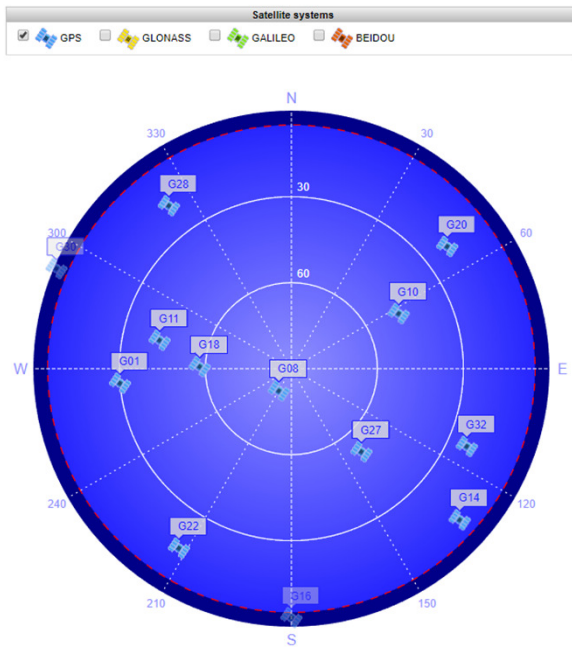 Satellite systems
GPS GLONASS GALILEO BEIDOU
N
330 30
G28
30
G20
300 60
G30
60
G10
G11
G18
G01
W G08 E
G27
G32
G14
240 120
G22
210 150
G16
S